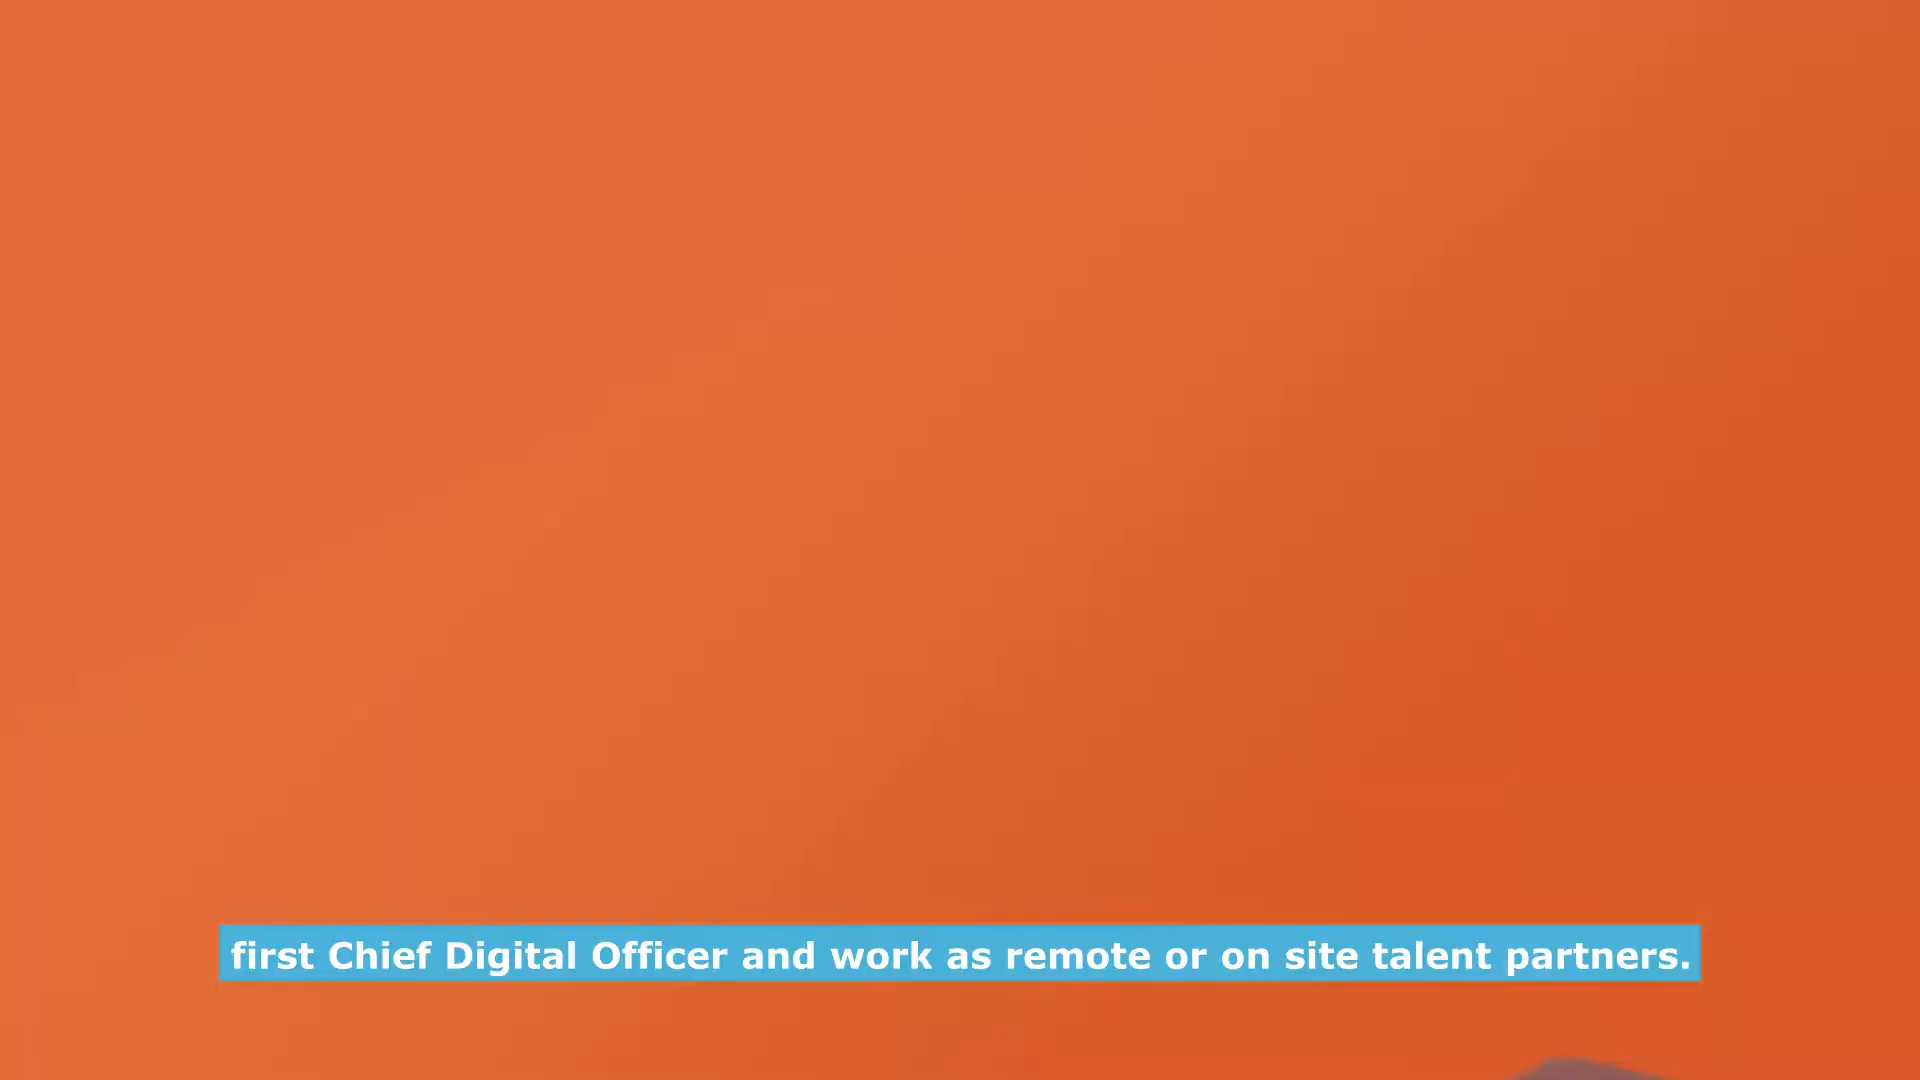 first Chief Digital Officer and work as remote or on site talent partners.